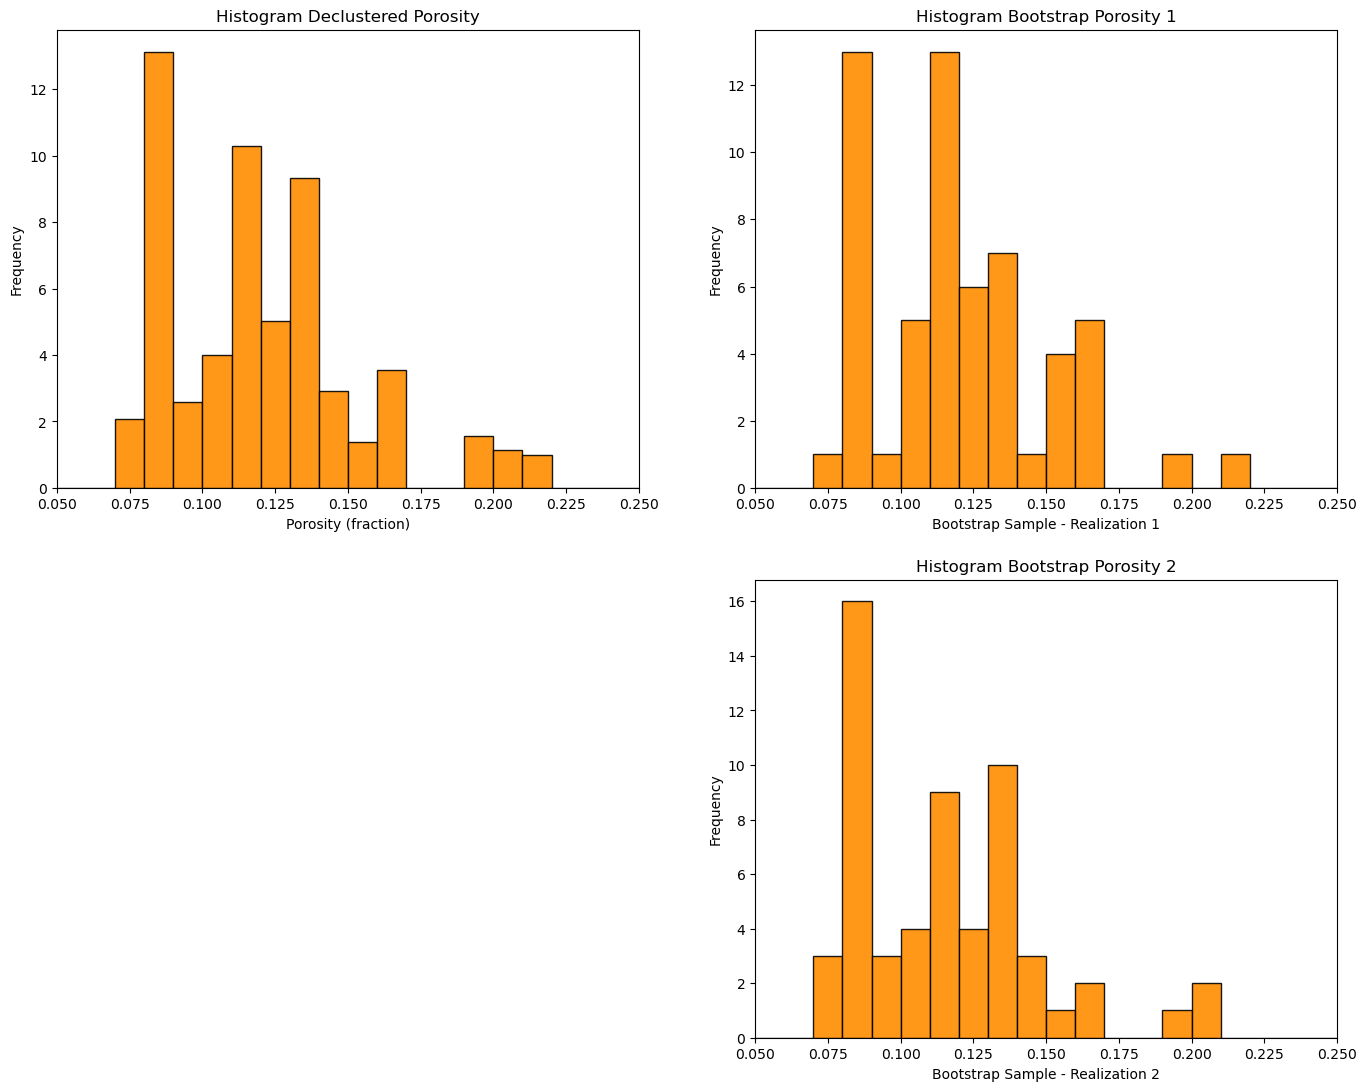 Histogram Declustered Porosity
Frequency
12
10
8
6
4
2
0
0.050 0.075 0.100 0.125 0.150 0.175 0.200 0.225 0.250
Porosity (fraction)
Histogram Bootstrap Porosity 1
Frequency
12
10
8
6
4
2
0
0.050 0.075 0.100 0.125 0.150 0.175 0.200 0.225 0.250
Bootstrap Sample - Realization 1
Histogram Bootstrap Porosity 2
Frequency
16
14
12
10
8
6
4
2
0
0.050 0.075 0.100 0.125 0.150 0.175 0.200 0.225 0.250
Bootstrap Sample - Realization 2